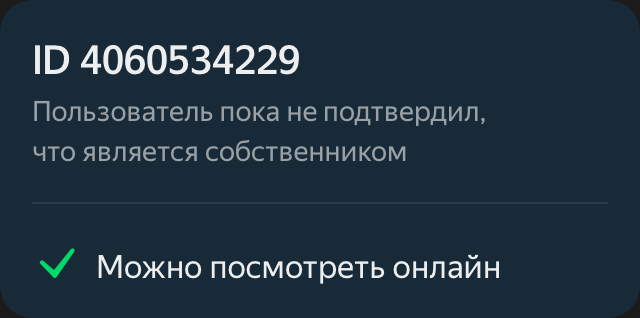 ID 4060534229
Пользователь пока не подтвердил,
что является собственником
Можно посмотреть онлайн